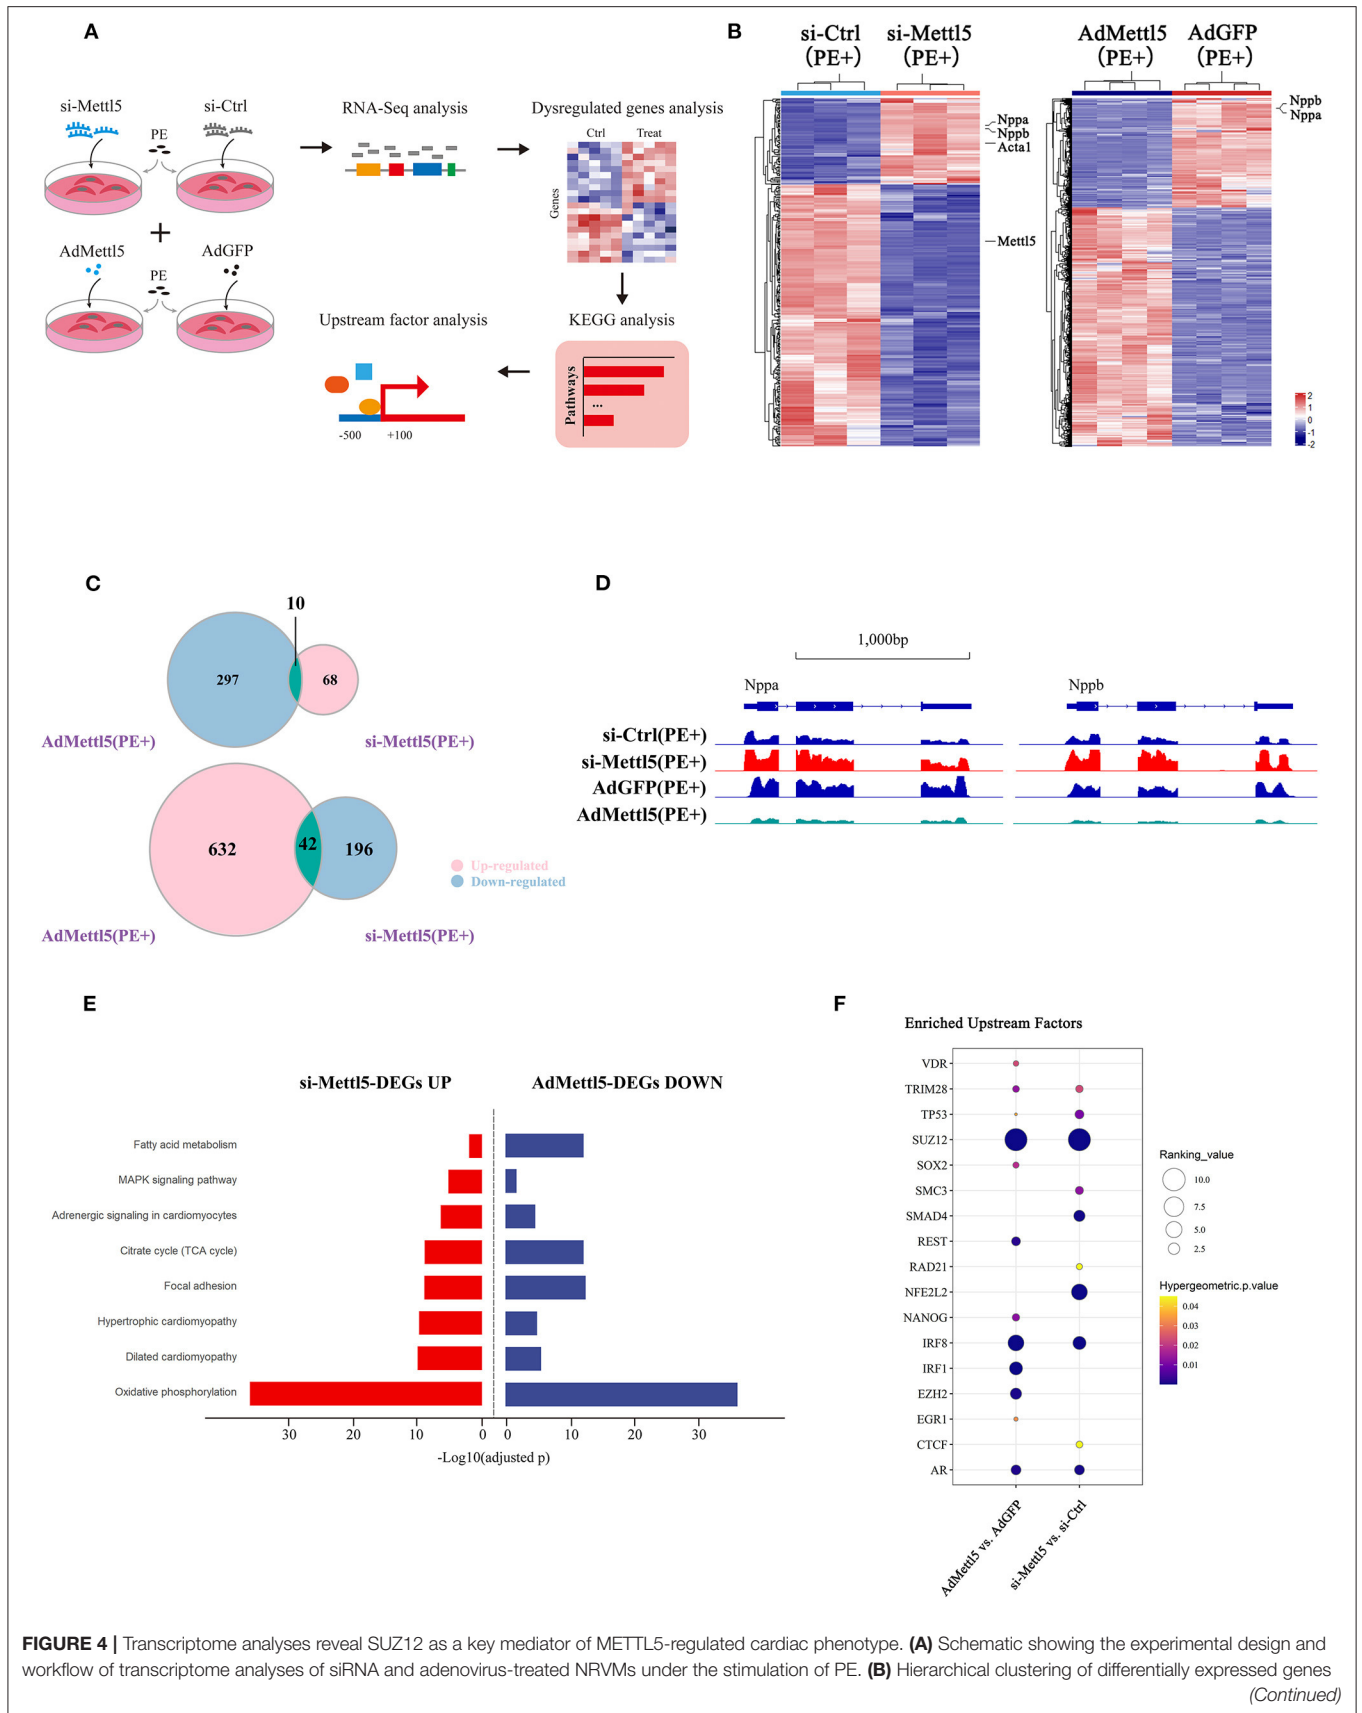 A
si-Mettl5
si-Ctrl
PE
RNA-Seq analysis
Dysregulated genes analysis
Ctrl
Treat
Genes
+
AdMettl5
AdGFP
PE
Upstream factor analysis
KEGG analysis
Pathways
...
-500
+100
B
si-Ctrl
(PE+)
si-Mettl5
(PE+)
AdMettl5
(PE+)
AdGFP
(PE+)
Nppa
Nppb
Acta1
Mettl5
Nppb
Nppa
2
1
0
-1
-2
C
10
297
68
AdMettl5(PE+)
si-Mettl5(PE+)
632
42
196
Up-regulated
Down-regulated
AdMettl5(PE+)
si-Mettl5(PE+)
D
1,000bp
Nppa
Nppb
si-Ctrl(PE+)
si-Mettl5(PE+)
AdGFP(PE+)
AdMettl5(PE+)
E
si-Mettl5-DEGs UP
AdMettl5-DEGs DOWN
Fatty acid metabolism
MAPK signaling pathway
Adrenergic signaling in cardiomyocytes
Citrate cycle (TCA cycle)
Focal adhesion
Hypertrophic cardiomyopathy
Dilated cardiomyopathy
Oxidative phosphorylation
30 20 10 0 0 10 20 30
-Log10(adjusted p)
F
Enriched Upstream Factors
VDR
TRIM28
TP53
SUZ12
SOX2
SMC3
SMAD4
REST
RAD21
NFE2L2
NANOG
IRF8
IRF1
EZH2
EGR1
CTCF
AR
AdMettl5 vs. AdGFP
si-Mettl5 vs. si-Ctrl
Ranking_value
10.0
7.5
5.0
2.5
Hypergeometric.p.value
0.04
0.03
0.02
0.01
FIGURE 4 | Transcriptome analyses reveal SUZ12 as a key mediator of METTL5-regulated cardiac phenotype. (A) Schematic showing the experimental design and
workflow of transcriptome analyses of siRNA and adenovirus-treated NRVMs under the stimulation of PE. (B) Hierarchical clustering of differentially expressed genes
(Continued)